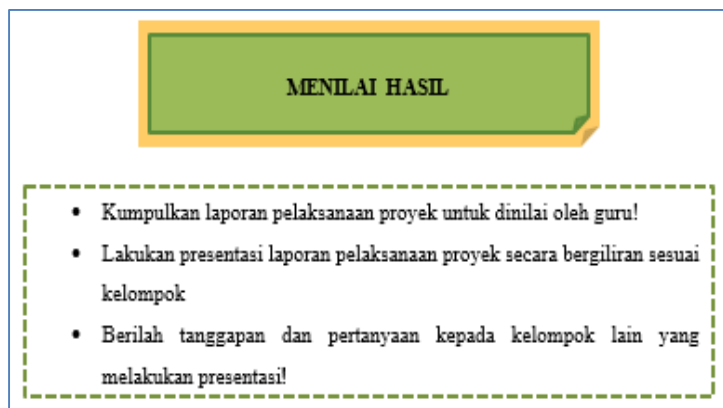 MENILAI HASIL
• Kumpulkan laporan pelaksanaan proyek untuk dinilai oleh guru!
• Lakukan presentasi laporan pelaksanaan proyek secara bergiliran sesuai
kelompok
• Berilah tanggapan dan pertanyaan kepada kelompok lain yang
melakukan presentasi!